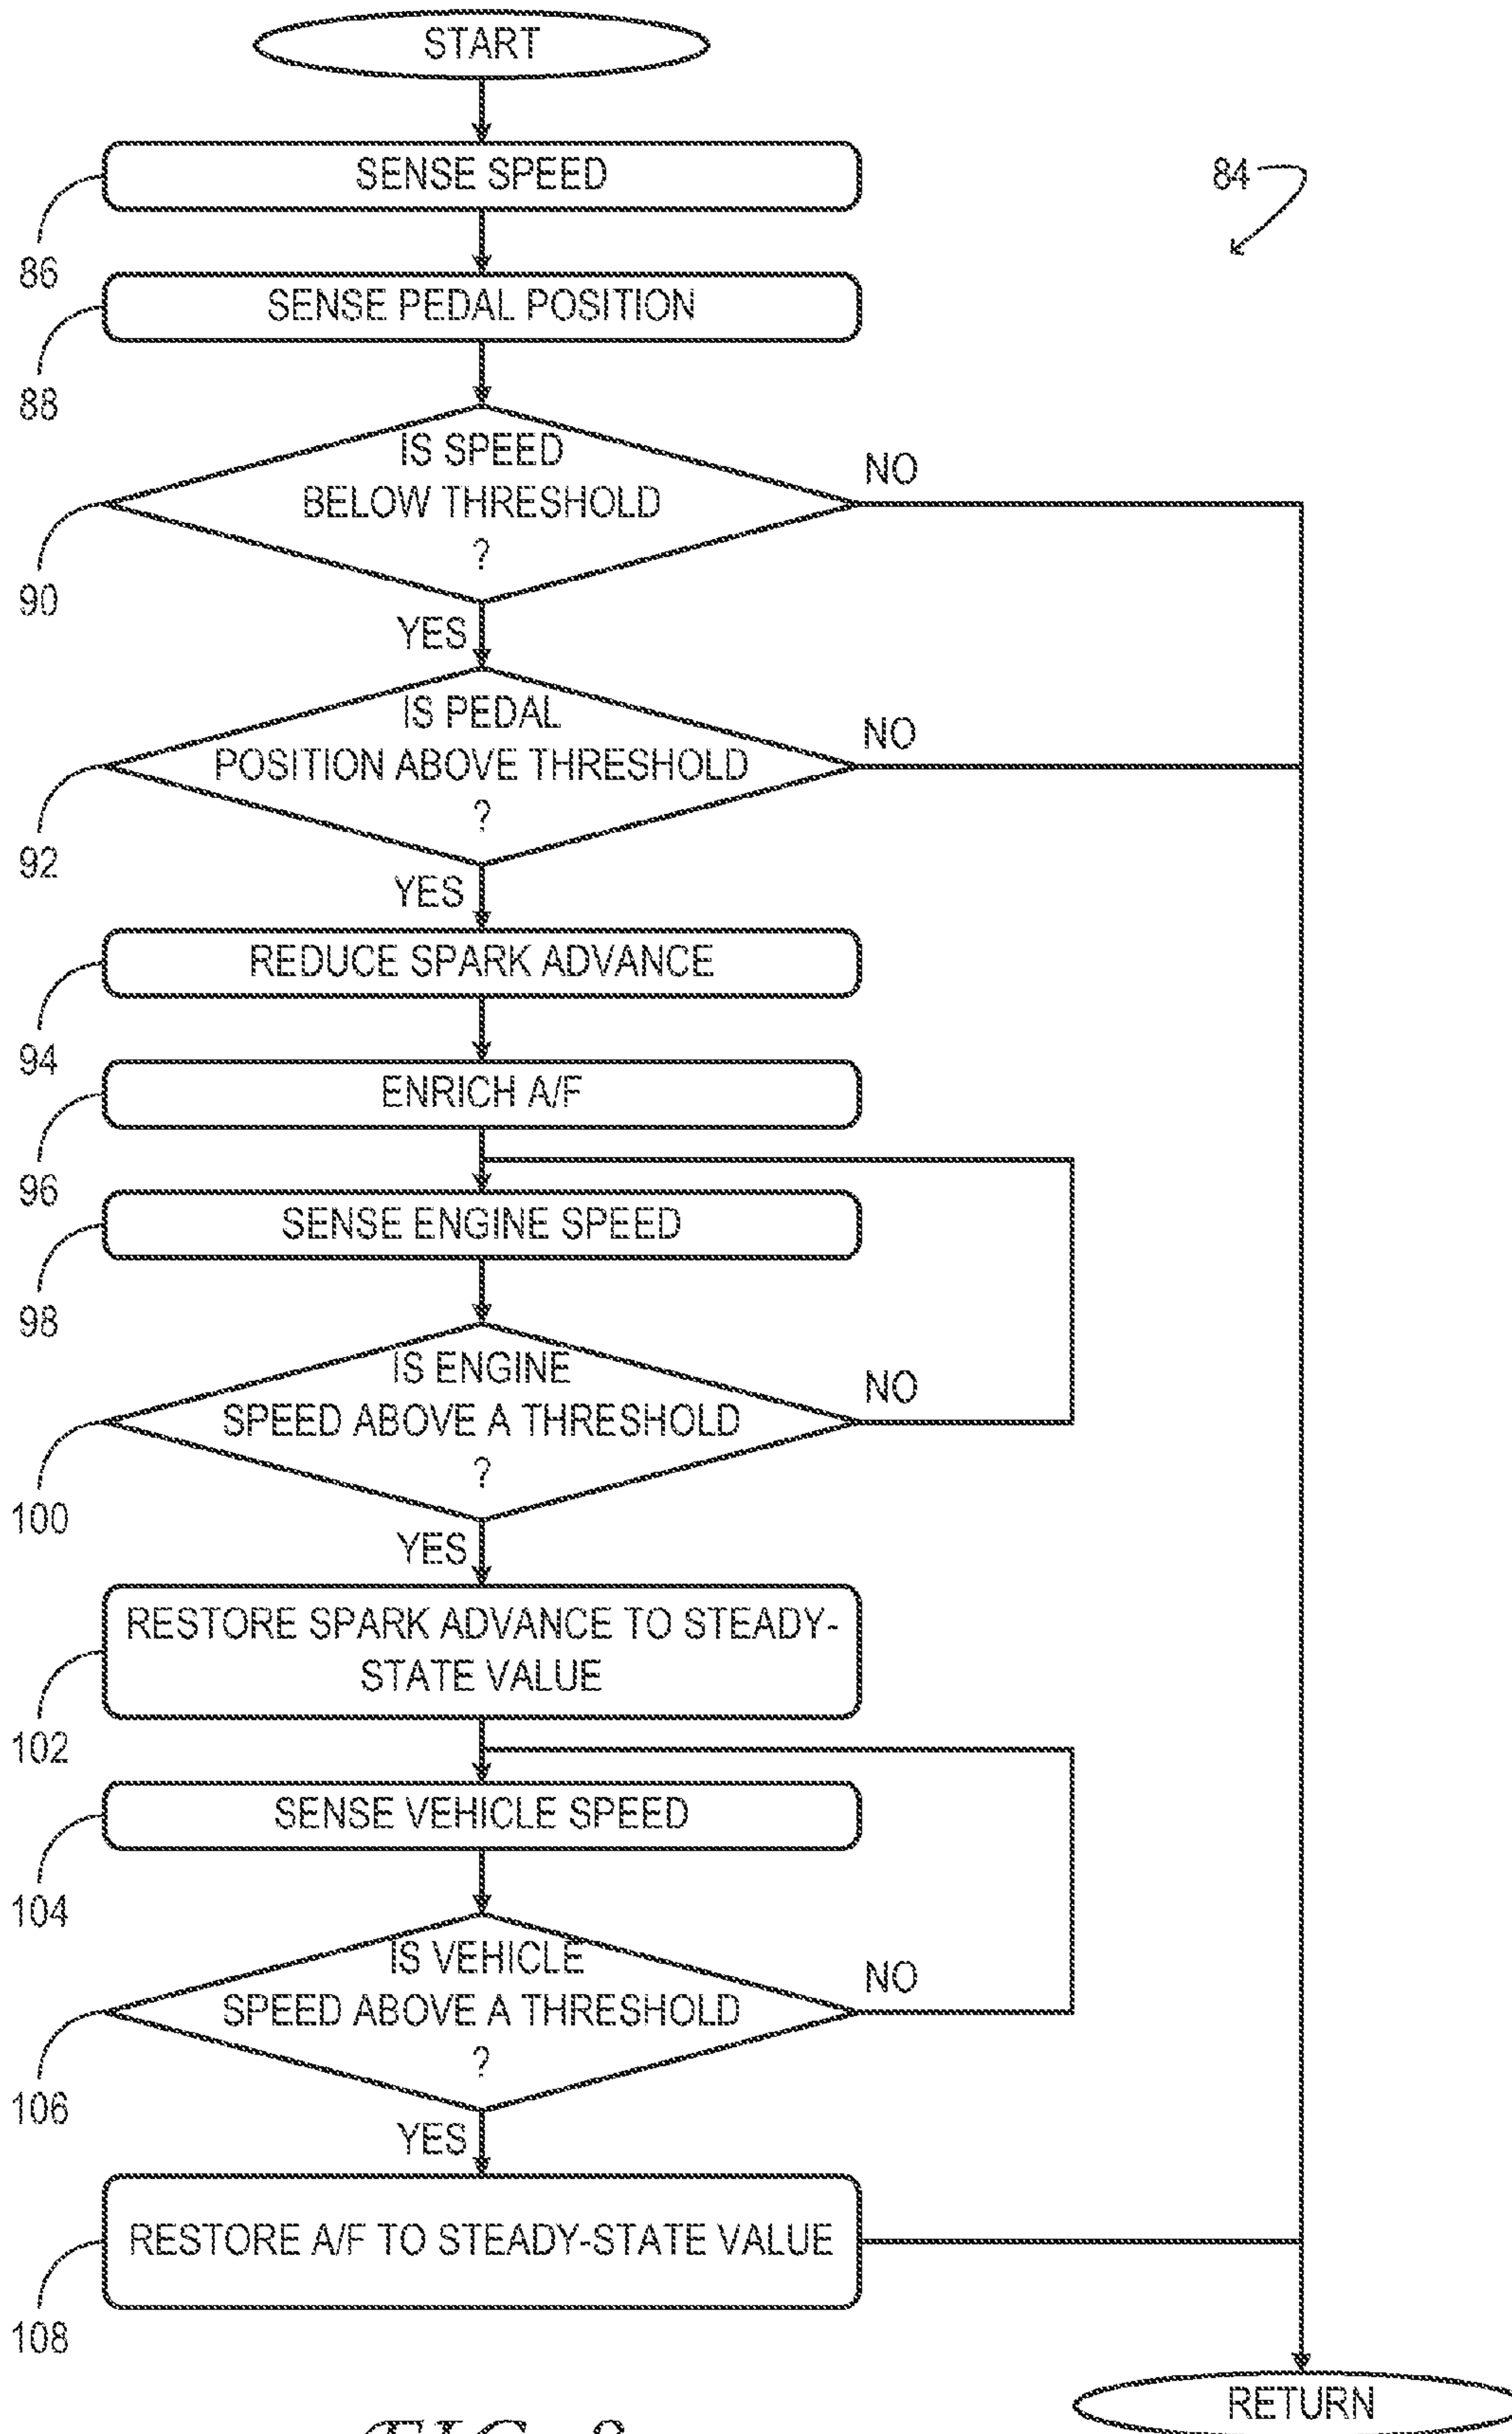 START
SENSE SPEED
84
86
SENSE PEDAL POSITION
88
IS SPEED
BELOW THRESHOLD
?
NO
90
YES
IS PEDAL
POSITION ABOVE THRESHOLD
?
NO
92
YES
REDUCE SPARK ADVANCE
94
ENRICH A/F
96
SENSE ENGINE SPEED
98
IS ENGINE
SPEED ABOVE A THRESHOLD
?
NO
100
YES
RESTORE SPARK ADVANCE TO STEADY-
STATE VALUE
102
SENSE VEHICLE SPEED
104
IS VEHICLE
SPEED ABOVE A THRESHOLD
?
NO
106
YES
RESTORE A/F TO STEADY-STATE VALUE
108
RETURN